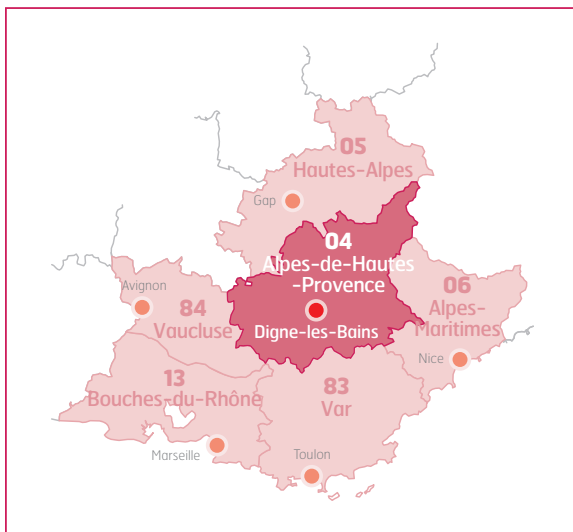 05
Hautes-Alpes
Gap
04
Alpes-de-Hautes
-Provence
Digne-les-Bains
06
Alpes-
Maritimes
Nice
Avignon
84
Vaucluse
13
Bouches-du-Rhône
Marseille
83
Var
Toulon